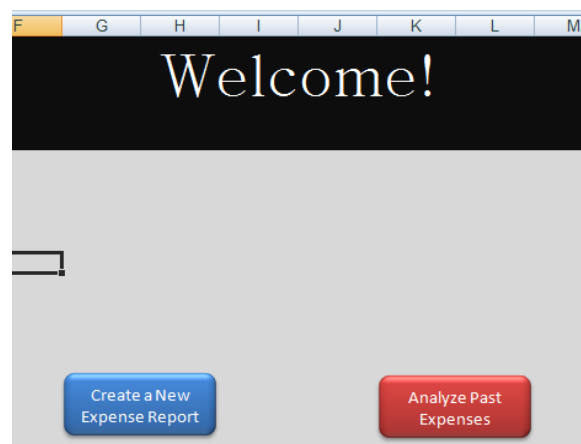 F G H I J K L M
Welcome!
Create a New
Expense Report
Analyze Past
Expenses